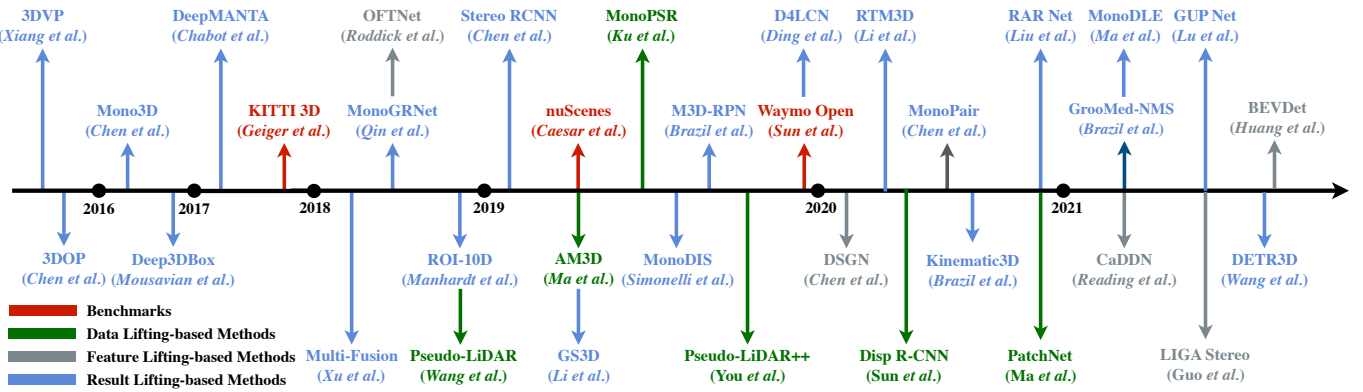 3DVP
(Xiang et al.)
DeepMANTA
(Chabot et al.)
OFTNet
(Roddick et al.)
Stereo RCNN
(Chen et al.)
MonoPSR
(Ku et al.)
D4LCN
(Ding et al.)
RTM3D
(Li et al.)
RAR Net
(Liu et al.)
MonoDLE
(Ma et al.)
GUP Net
(Lu et al.)
Mono3D
(Chen et al.)
KITTI 3D
(Geiger et al.)
MonoGRNet
(Qin et al.)
nuScenes
(Caesar et al.)
M3D-RPN
(Brazil et al.)
Waymo Open
(Sun et al.)
MonoPair
(Chen et al.)
GrooMed-NMS
(Brazil et al.)
BEVDet
(Huang et al.)
2016
2017
2018
2019
2020
2021
3DOP
(Chen et al.)
Deep3DBox
(Mousavian et al.)
ROI-10D
(Manhardt et al.)
AM3D
(Ma et al.)
MonoDIS
(Simonelli et al.)
DSGN
(Chen et al.)
Kinematic3D
(Brazil et al.)
CaDDN
(Reading et al.)
DETR3D
(Wang et al.)
Benchmarks
Data Lifting-based Methods
Feature Lifting-based Methods
Result Lifting-based Methods
Multi-Fusion
(Xu et al.)
Pseudo-LiDAR
(Wang et al.)
GS3D
(Li et al.)
Pseudo-LiDAR++
(You et al.)
Disp R-CNN
(Sun et al.)
PatchNet
(Ma et al.)
LIGA Stereo
(Guo et al.)